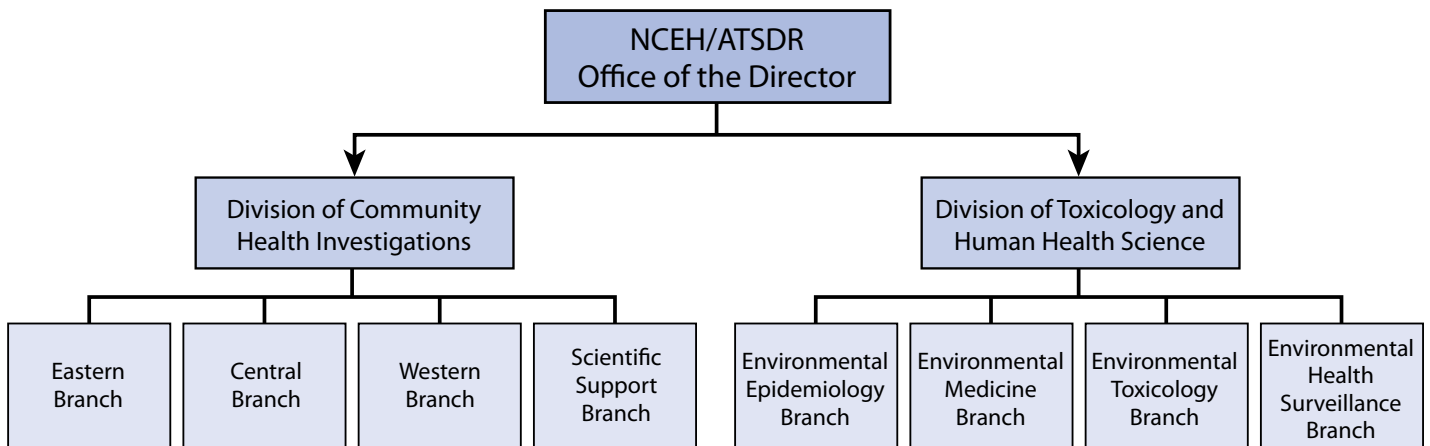 NCEH/ATSDR
Office of the Director
Division of Community
Health Investigations
Division of Toxicology and
Human Health Science
Eastern
Branch
Central
Branch
Western
Branch
Scientific
Support
Branch
Environmental
Epidemiology
Branch
Environmental
Medicine
Branch
Environmental
Toxicology
Branch
Environmental
Health
Surveillance
Branch